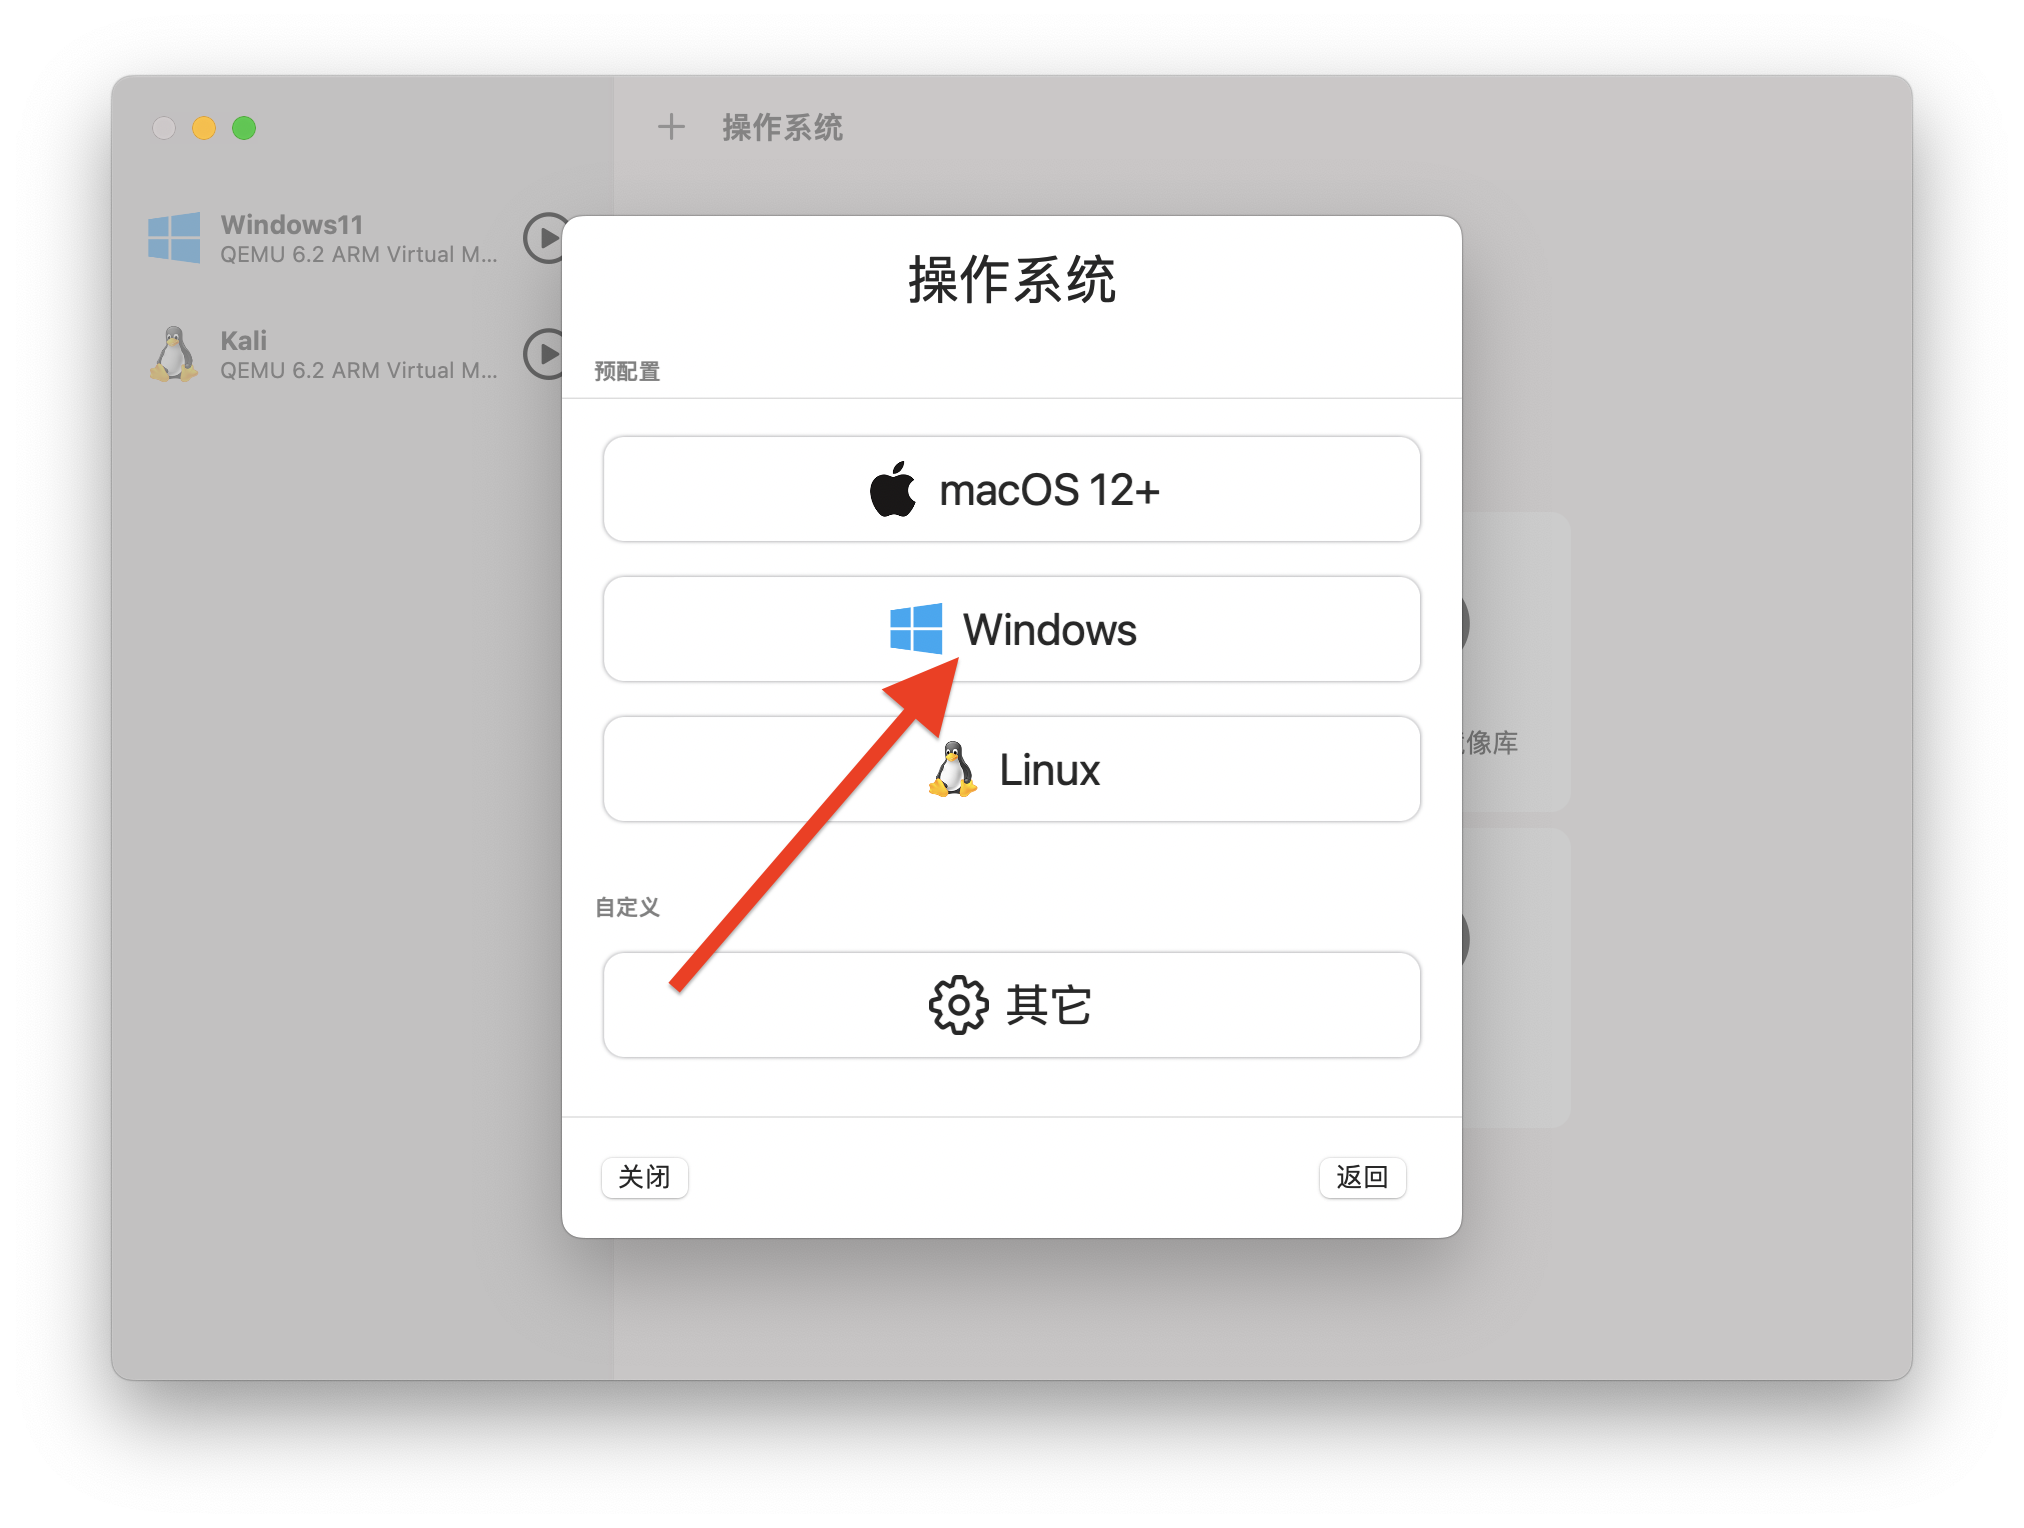 操作系统
Windows11
QEMU 6.2 ARM Virtual M...
Kali
QEMU 6.2 ARM Virtual M...
操作系统
预配置
macOS 12+
Windows
Linux
像库
自定义
其它
关闭
返回